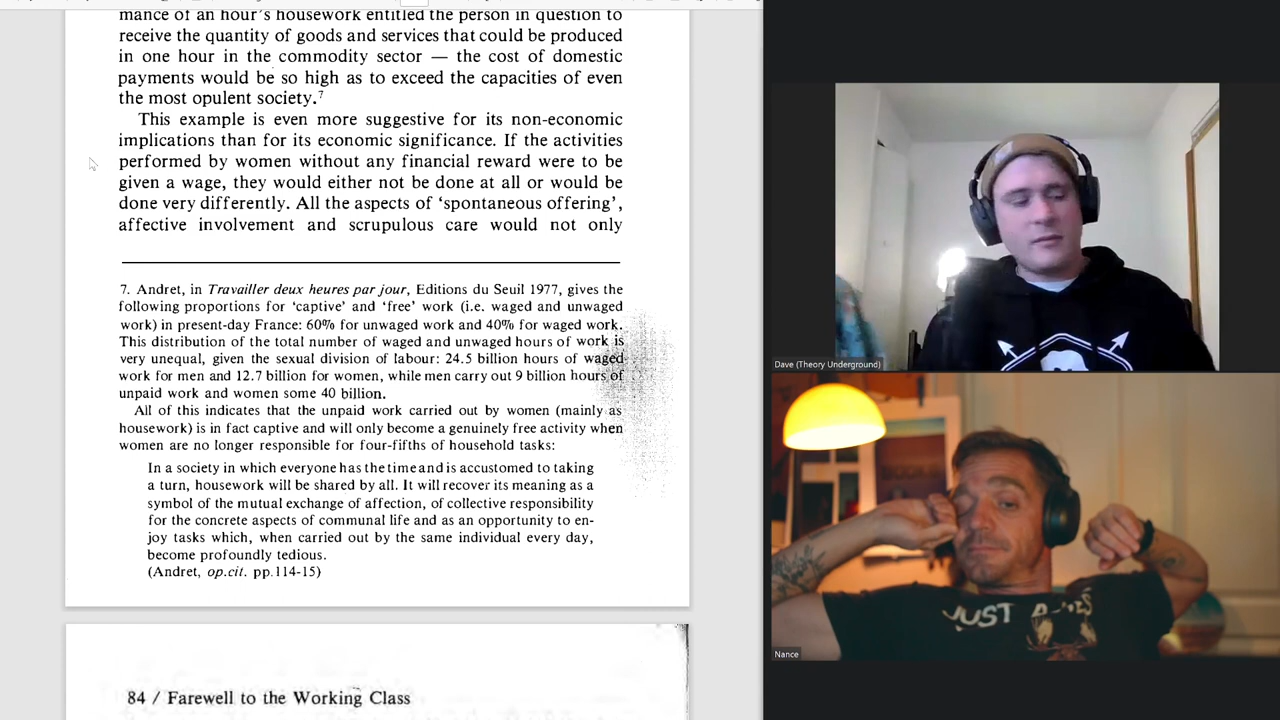 mance of an hour's housework entitled the person in question to
receive the quantity of goods and services that could be produced
in one hour in the commodity sector — the cost of domestic
payments would be so high as to exceed the capacities of even
the most opulent society.7
This example is even more suggestive for its non-economic
implications than for its economic significance. If the activities
performed by women without any financial reward were to be
given a wage, they would either not be done at all or would be
done very differently. All the aspects of 'spontaneous offering',
affective involvement and scrupulous care would not only
7. Andret, in Travailler deux heures par jour, Editions du Seuil 1977, gives the
following proportions for 'captive' and 'free' work (i.e. waged and unwaged
work) in present-day France: 60% for unwaged work and 40% for waged work.
This distribution of the total number of waged and unwaged hours of work is
very unequal, given the sexual division of labour: 24.5 billion hours of waged
work for men and 12.7 billion for women, while men carry out 9 billion hours of
unpaid work and women some 40 billion.
All of this indicates that the unpaid work carried out by women (mainly as
housework) is in fact captive and will only become a genuinely free activity when
women are no longer responsible for four-fifths of household tasks:
In a society in which everyone has the time and is accustomed to taking
a turn, housework will be shared by all. It will recover its meaning as a
symbol of the mutual exchange of affection, of collective responsibility
for the concrete aspects of communal life and as an opportunity to en-
joy tasks which, when carried out by the same individual every day,
become profoundly tedious.
(Andret, op.cit. pp.114-15)
84 / Farewell to the Working Class
Dave (Theory Underground)
JUST
Nance